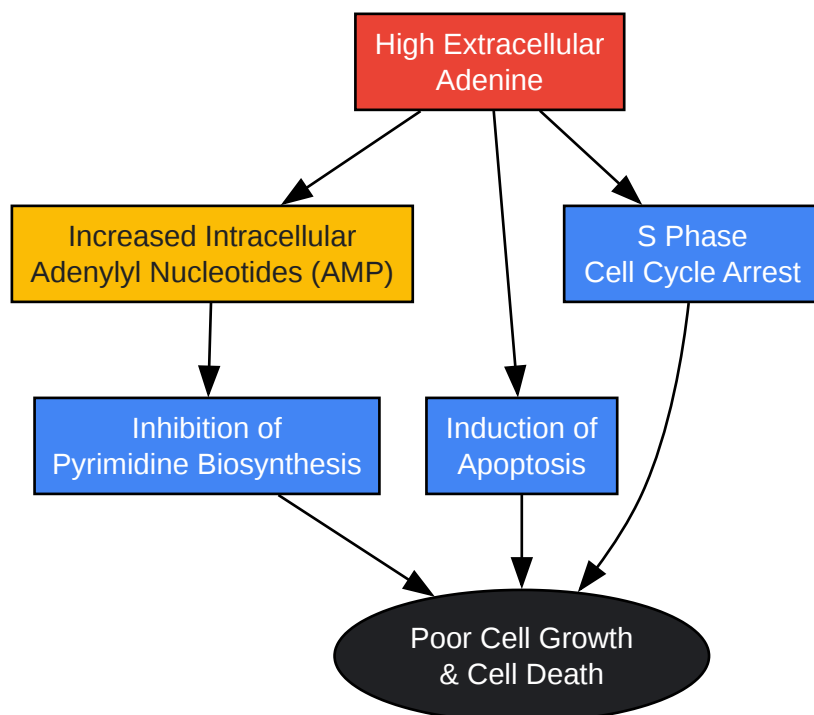 High Extracellular
Adenine
Increased Intracellular
Adenylyl Nucleotides (AMP)
S Phase
Cell Cycle Arrest
Inhibition of
Pyrimidine Biosynthesis
Induction of
Apoptosis
Poor Cell Growth
& Cell Death